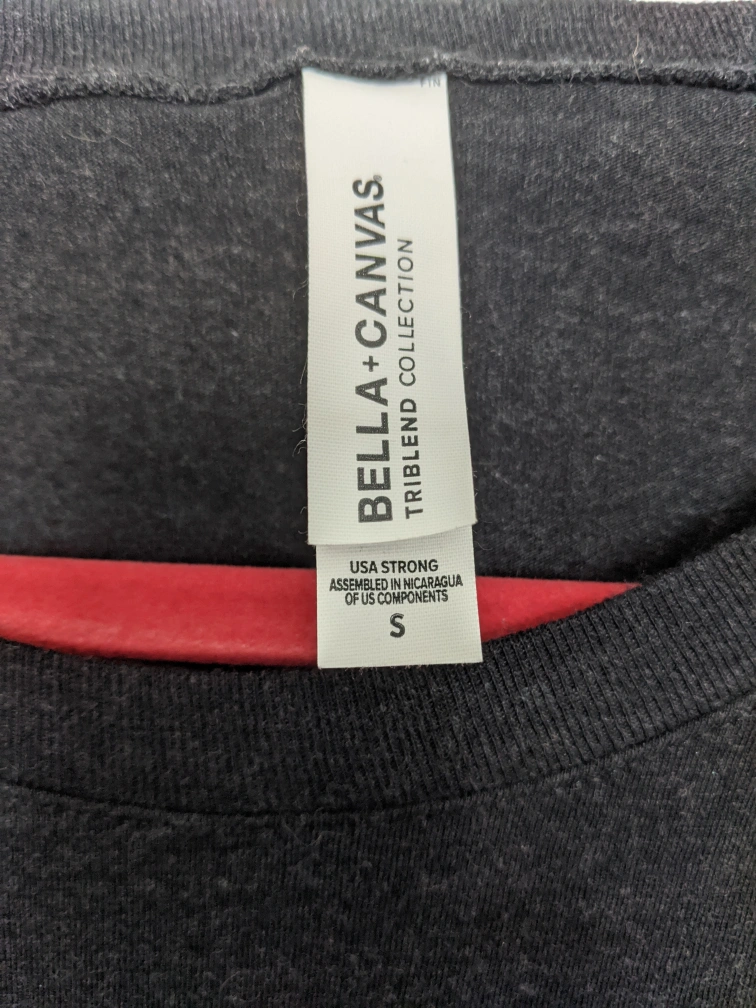 BELLA+CANVAS®
TRIBLEND COLLECTION
USA STRONG
ASSEMBLED IN NICARAGUA
OF US COMPONENTS
S